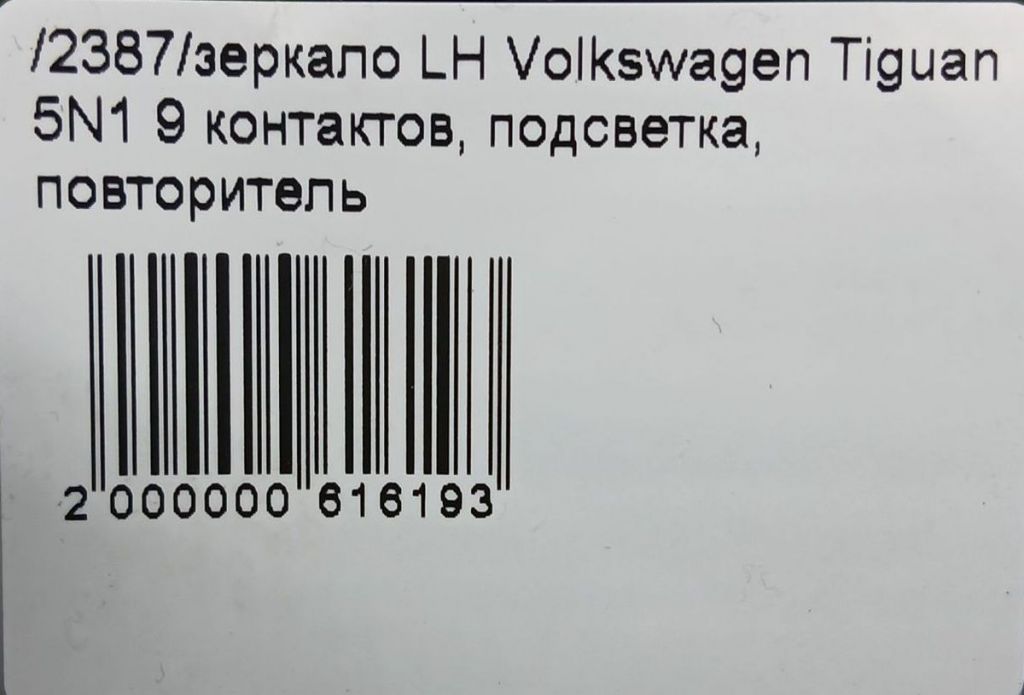 /2387/зеркало LH Volkswagen Tiguan
5N1 9 контактов, подсветка,
повторитель
2 000000 616193